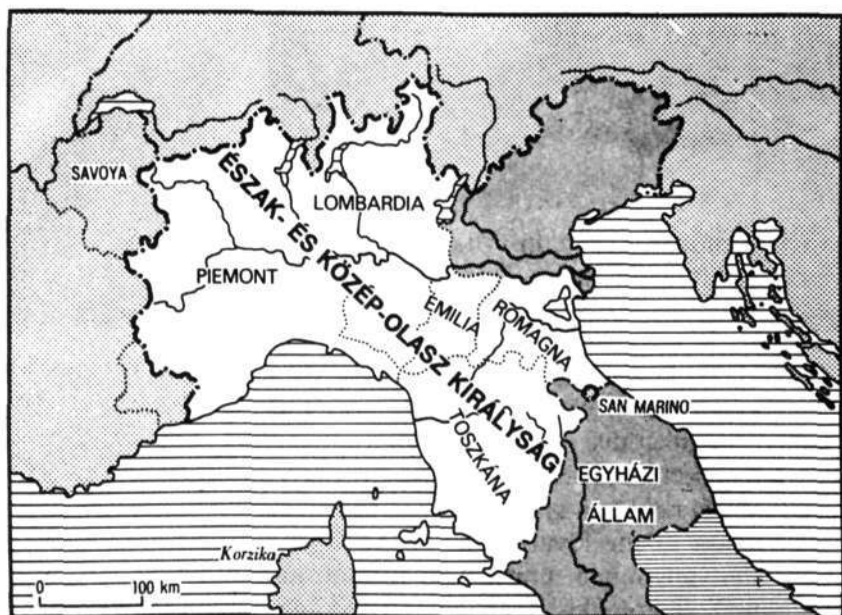 SAVOYA
ÉSZAK- ÉS KÖZÉP-OLASZ KIRÁLYSÁG
LOMBARDIA
PIEMONT
EMILIA
ROMAGNA
SAN MARINO
TOSZKÁNA
EGYHÁZI
ÁLLAM
Korzika
0 100 km